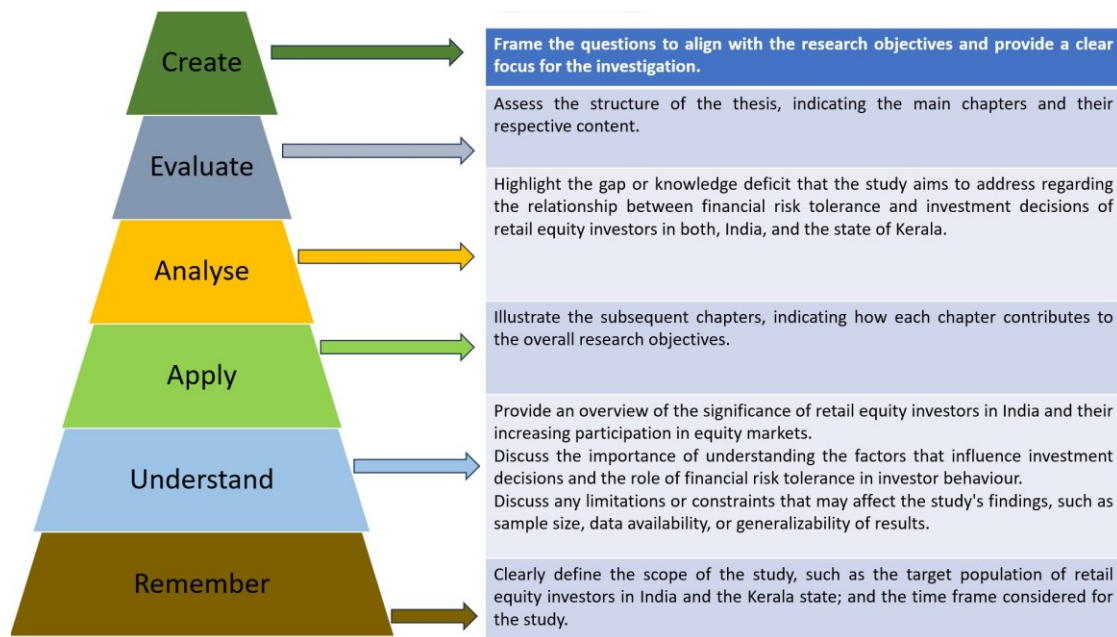 Create
Frame the questions to align with the research objectives and provide a clear
focus for the investigation.
Evaluate
Assess the structure of the thesis, indicating the main chapters and their
respective content.
Analyse
Highlight the gap or knowledge deficit that the study aims to address regarding
the relationship between financial risk tolerance and investment decisions of
retail equity investors in both, India, and the state of Kerala.
Apply
Illustrate the subsequent chapters, indicating how each chapter contributes to
the overall research objectives.
Understand
Provide an overview of the significance of retail equity investors in India and their
increasing participation in equity markets.
Discuss the importance of understanding the factors that influence investment
decisions and the role of financial risk tolerance in investor behaviour.
Discuss any limitations or constraints that may affect the study's findings, such as
sample size, data availability, or generalizability of results.
Remember
Clearly define the scope of the study, such as the target population of retail
equity investors in India and the Kerala state; and the time frame considered for
the study.